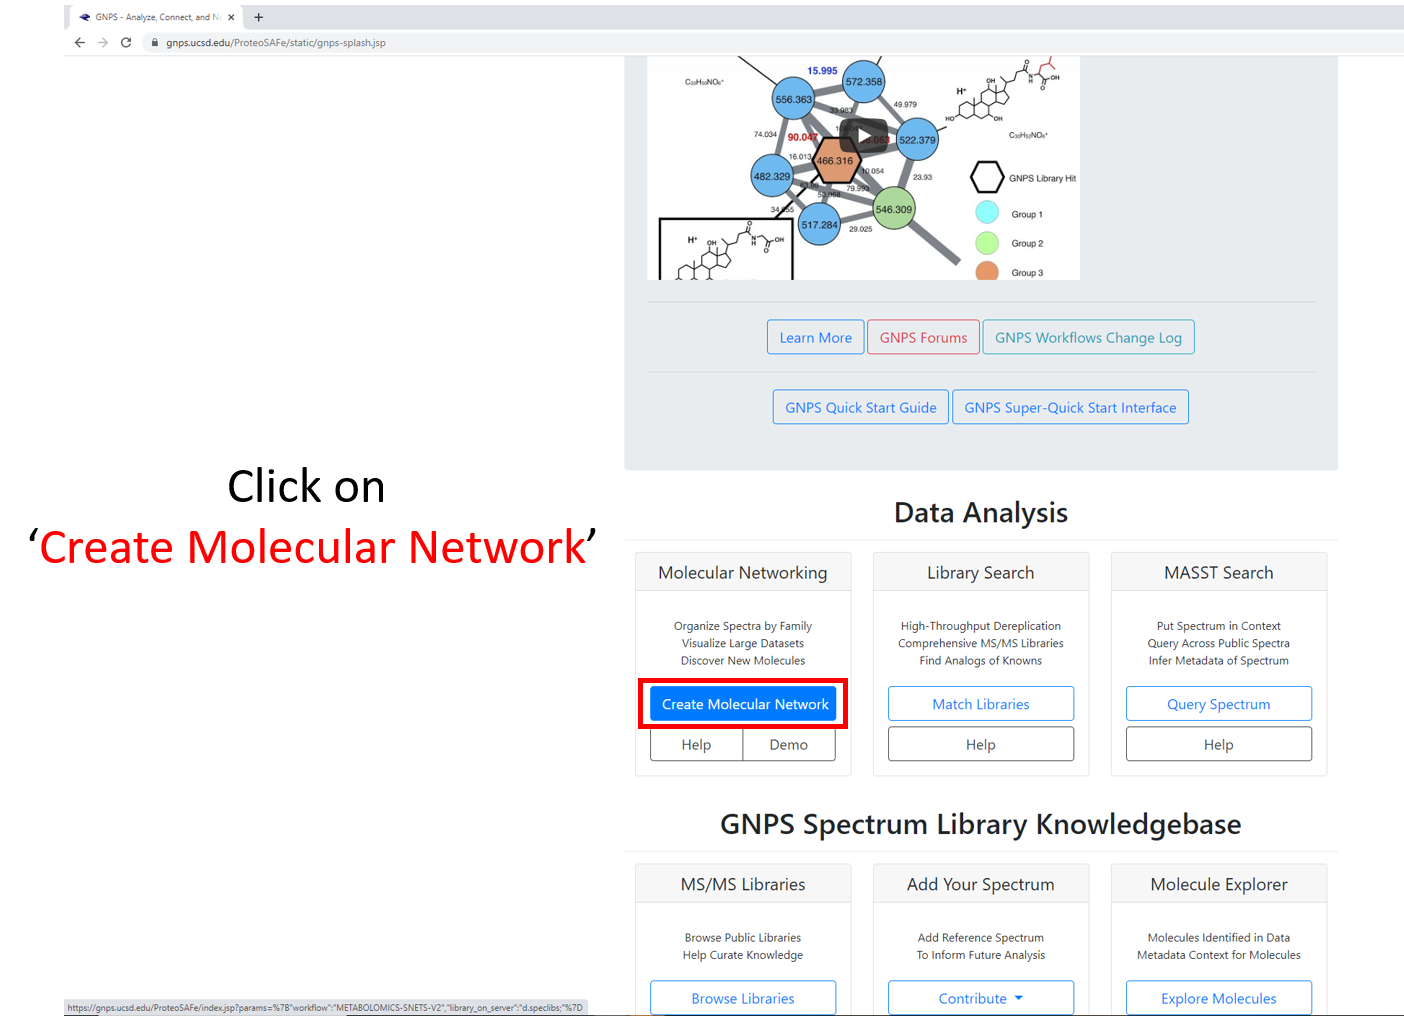 GNPS - Analyze, Connect, and N
gnps.ucsd.edu/ProteoSAFe/static/gnps-splash.jsp
15.995
572.358
556.363
33.983
49.979
74.034
90.047
522.379
16.013
466.316
482.329
10.054
23.93
79.993
546.309
517.284
29.025
H⁺
OH
HO
GNPS Library Hit
Group 1
Group 2
Group 3
H⁺
OH
Learn More
GNPS Forums
GNPS Workflows Change Log
GNPS Quick Start Guide
GNPS Super-Quick Start Interface
Click on
‘Create Molecular Network’
Data Analysis
Molecular Networking
Organize Spectra by Family
Visualize Large Datasets
Discover New Molecules
Create Molecular Network
Help
Demo
Library Search
High-Throughput Dereplication
Comprehensive MS/MS Libraries
Find Analogs of Knowns
Match Libraries
Help
MASST Search
Put Spectrum in Context
Query Across Public Spectra
Infer Metadata of Spectrum
Query Spectrum
Help
GNPS Spectrum Library Knowledgebase
MS/MS Libraries
Browse Public Libraries
Help Curate Knowledge
Browse Libraries
Add Your Spectrum
Add Reference Spectrum
To Inform Future Analysis
Contribute
Molecule Explorer
Molecules Identified in Data
Metadata Context for Molecules
Explore Molecules
https://gnps.ucsd.edu/ProteoSAFe/index.jsp?params=%7B"workflow":"METABOLOMICS-SNETS-V2","library_on_server":"d.speclibs;"%7D